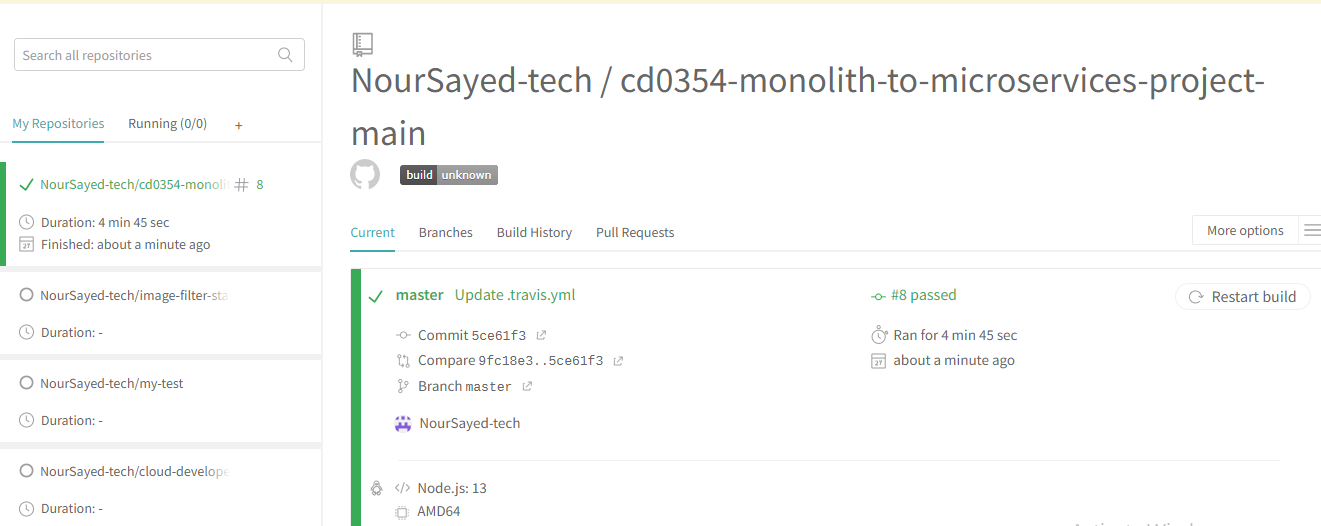 Search all repositories
My Repositories
Running (0/0)
+
NourSayed-tech/cd0354-monolit
# 8
Duration: 4 min 45 sec
Finished: about a minute ago
NourSayed-tech/image-filter-sta
Duration: -
NourSayed-tech/my-test
Duration: -
NourSayed-tech/cloud-develope
Duration: -
NourSayed-tech / cd0354-monolith-to-microservices-project-
main
build unknown
Current
Branches
Build History
Pull Requests
More options
master Update .travis.yml
Commit 5ce61f3
Compare 9fc18e3..5ce61f3
Branch master
NourSayed-tech
#8 passed
Ran for 4 min 45 sec
about a minute ago
Restart build
</> Node.js: 13
AMD64